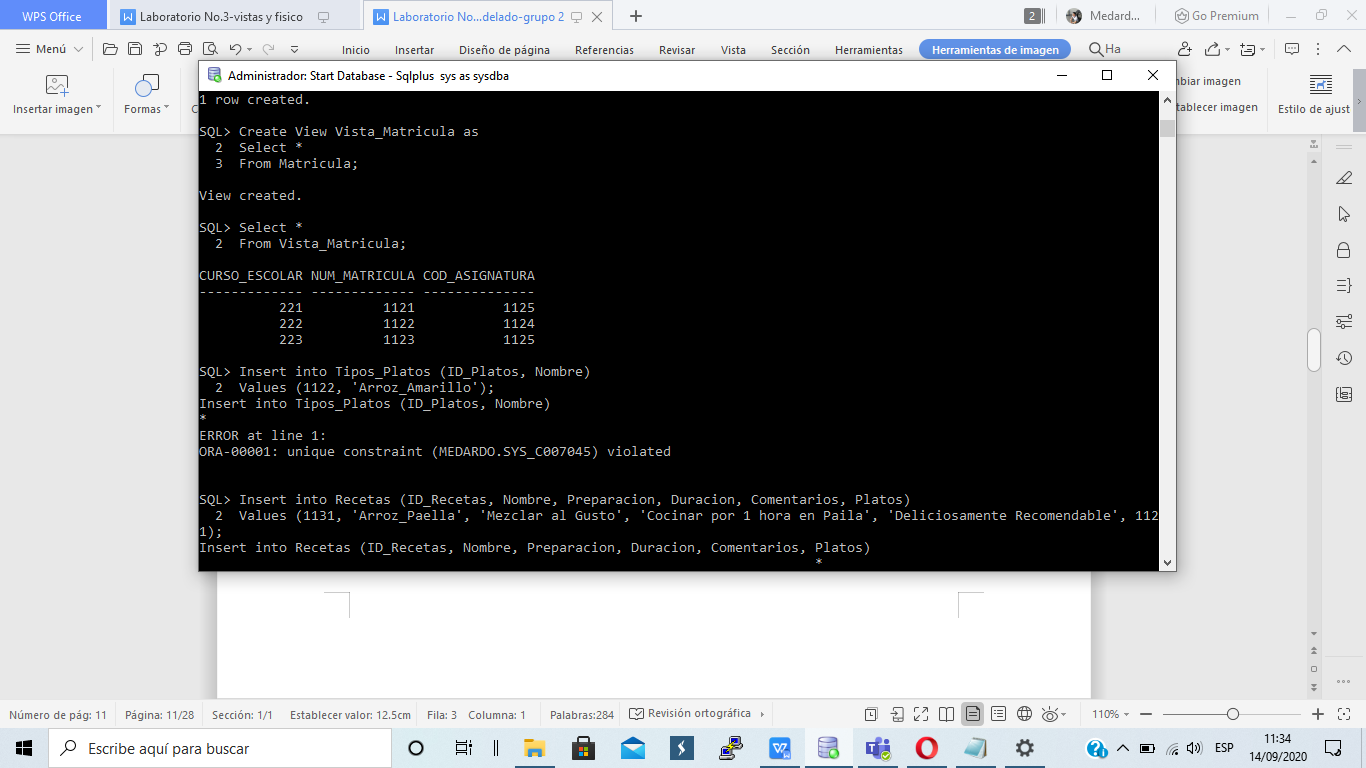 WPS Office
Laboratorio No.3-vistas y fisico
Laboratorio No...delado-grupo 2
2
Medard...
Go Premium
Menú
Inicio
Insertar
Diseño de página
Referencias
Revisar
Vista
Sección
Herramientas
Herramientas de imagen
Ha
Insertar imagen
Formas
mbiar imagen
tablecer imagen
Estilo de ajust
Administrador: Start Database - Sqlplus sys as sysdba
1 row created.
SQL> Create View Vista_Matricula as
2 Select *
3 From Matricula;
View created.
SQL> Select *
2 From Vista_Matricula;
CURSO_ESCOLAR NUM_MATRICULA COD_ASIGNATURA
------------- ------------- --------------
221 1121 1125
222 1122 1124
223 1123 1125
SQL> Insert into Tipos_Platos (ID_Platos, Nombre)
2 Values (1122, 'Arroz_Amarillo');
Insert into Tipos_Platos (ID_Platos, Nombre)
*
ERROR at line 1:
ORA-00001: unique constraint (MEDARDO.SYS_C007045) violated
SQL> Insert into Recetas (ID_Recetas, Nombre, Preparacion, Duracion, Comentarios, Platos)
2 Values (1131, 'Arroz_Paella', 'Mezclar al Gusto', 'Cocinar por 1 hora en Paila', 'Deliciosamente Recomendable', 112
1);
Insert into Recetas (ID_Recetas, Nombre, Preparacion, Duracion, Comentarios, Platos)
*
Número de pág: 11
Página: 11/28
Sección: 1/1
Establecer valor: 12.5cm
Fila: 3
Columna: 1
Palabras:284
Revisión ortográfica
110%
Escribe aquí para buscar
ESP
11:34
14/09/2020